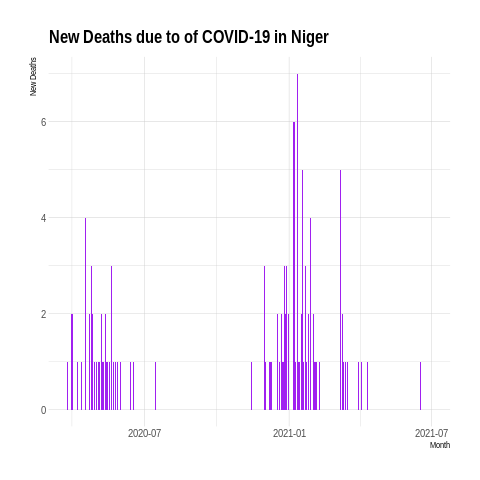 New Deaths due to of COVID-19 in Niger
New Deaths
6
4
2
0
2020-07
2021-01
2021-07
Month